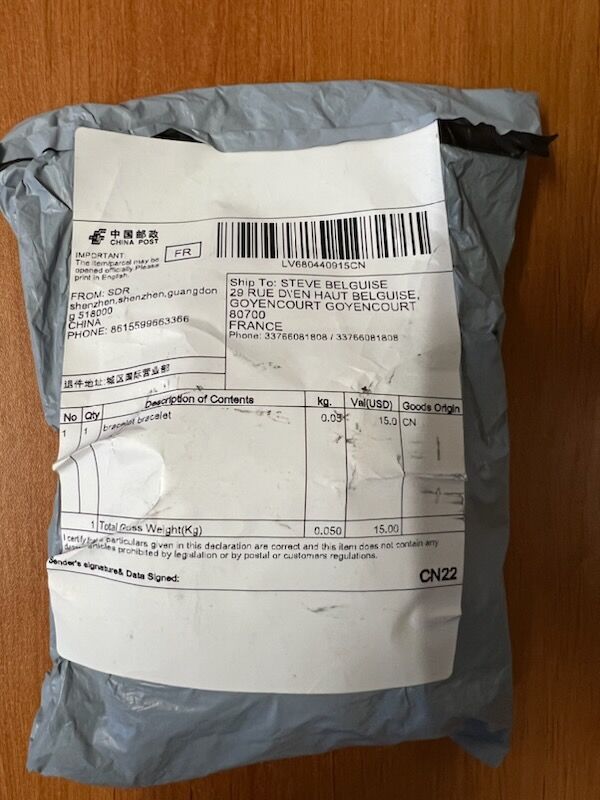 中国邮政
CHINA POST
IMPORTANT:
The item/parcel may be
opened officially. Please
print in English.
FR
LV680440915CN
FROM: SDR
shenzhen,shenzhen,guangdon
g 518000
CHINA
PHONE: 8615599663366
Ship To: STEVE BELGUISE
29 RUE D\'EN HAUT BELGUISE,
GOYENCOURT GOYENCOURT
80700
FRANCE
Phone: 33766081808 / 33766081808
退件地址:城区国际营业部
No Qty Description of Contents kg. Val(USD) Goods Origin
1 1 bracelet bracelet 0.05 15.0 CN
1 Total Gross Weight(Kg) 0.050 15.00
I certify particulars given in this declaration are correct and this item does not contain any
articles prohibited by legislation or by postal or customers regulations.
Sender's signature& Data Signed:
CN22